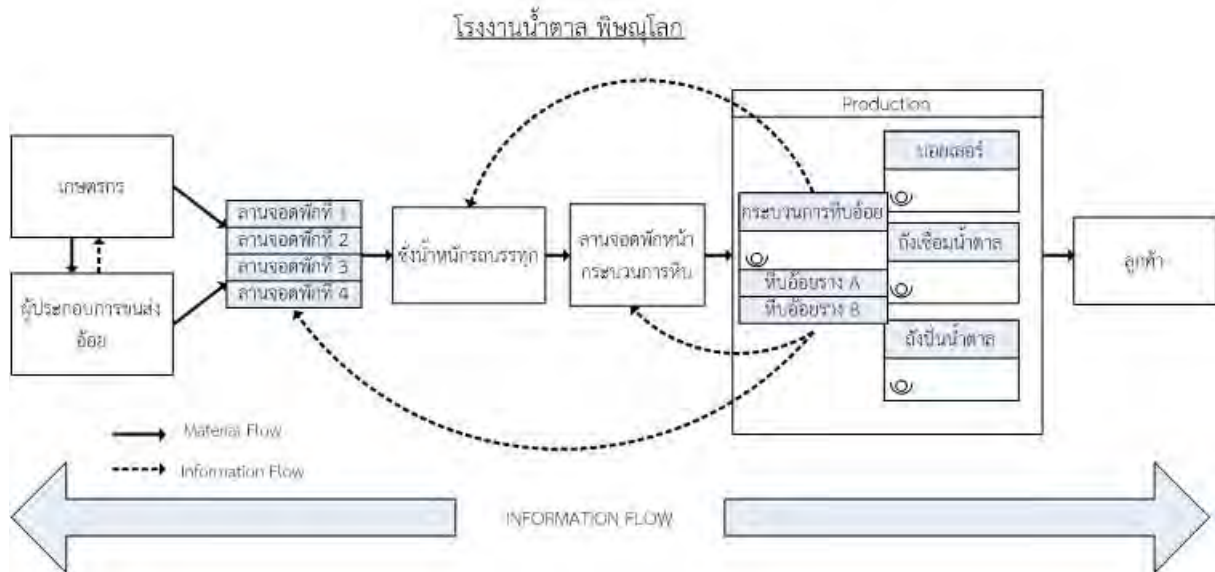 โรงงานน้ำตาล พิษณุโลก
Production
เกษตรกร
ผู้ประกอบการขนส่ง
อ้อย
ลานจอดพักที่ 1
ลานจอดพักที่ 2
ลานจอดพักที่ 3
ลานจอดพักที่ 4
ชั่งน้ำหนักรถบรรทุก
ลานจอดพักหน้า
กระบวนการหีบ
กระบวนการหีบอ้อย
หีบอ้อยราง A
หีบอ้อยราง B
บอยเลอร์
ถังเชื่อมน้ำตาล
ถังปั่นน้ำตาล
ลูกค้า
Material Flow
Information Flow
INFORMATION FLOW